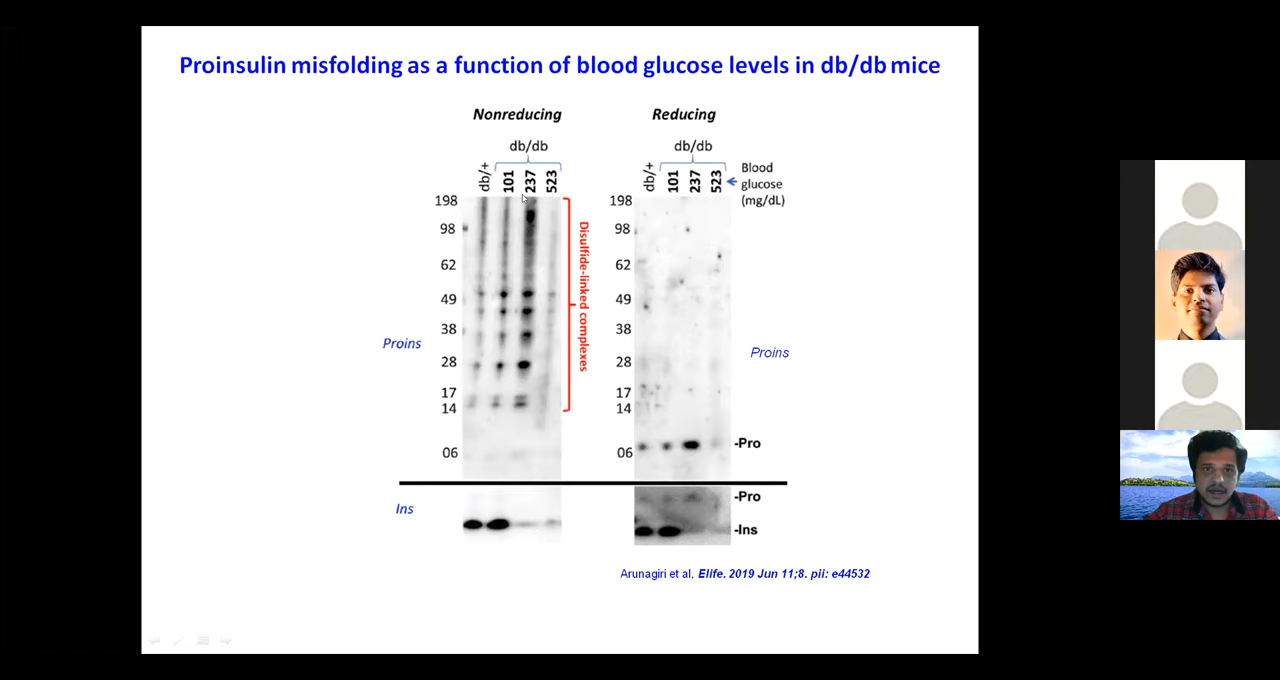 Proinsulin misfolding as a function of blood glucose levels in db/db mice
Nonreducing
Reducing
db/db
db/db
db/+
101
237
523
db/+
101
237
523
Blood
glucose
(mg/dL)
198
98
62
49
38
28
17
14
06
Disulfide-linked complexes
198
98
62
49
38
28
17
14
06
Proins
Proins
-Pro
Ins
-Pro
-Ins
Arunagiri et al, Elife. 2019 Jun 11;8. pii: e44532